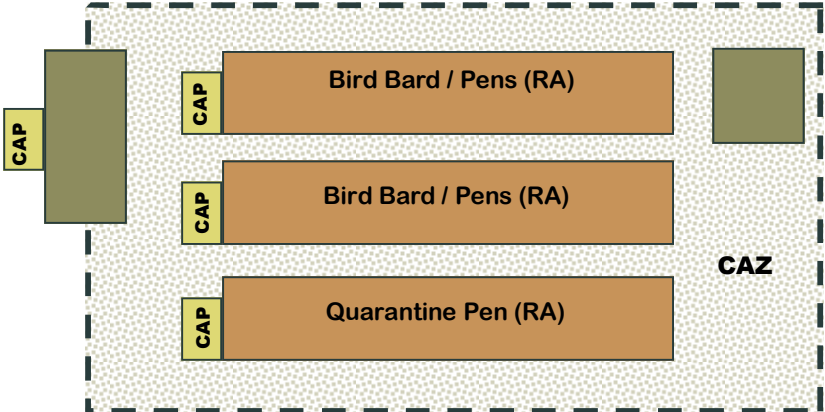 CAP
CAP
Bird Bard / Pens (RA)
CAP
Bird Bard / Pens (RA)
CAZ
CAP
Quarantine Pen (RA)